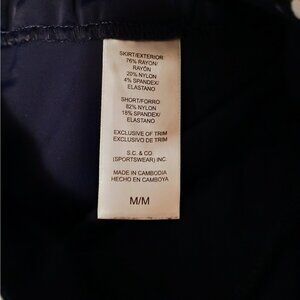 SKIRT/EXTERIOR:
76% RAYON/
RAYÓN
20% NYLON
4% SPANDEX/
ELASTANO
SHORT/FORRO:
82% NYLON
18% SPANDEX/
ELASTANO
EXCLUSIVE OF TRIM
EXCLUSIVO DE TRIM
S.C. & CO
(SPORTSWEAR) INC.
MADE IN CAMBODIA
HECHO EN CAMBOYA
M/M